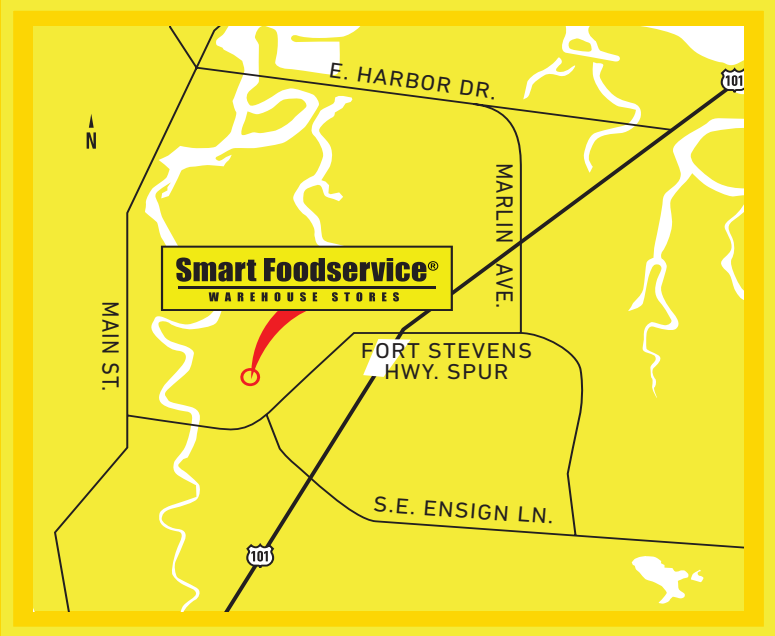 E. HARBOR DR.
101
N
MARLIN AVE.
Smart Foodservice®
WAREHOUSE STORES
MAIN ST.
FORT STEVENS
HWY. SPUR
S.E. ENSIGN LN.
101